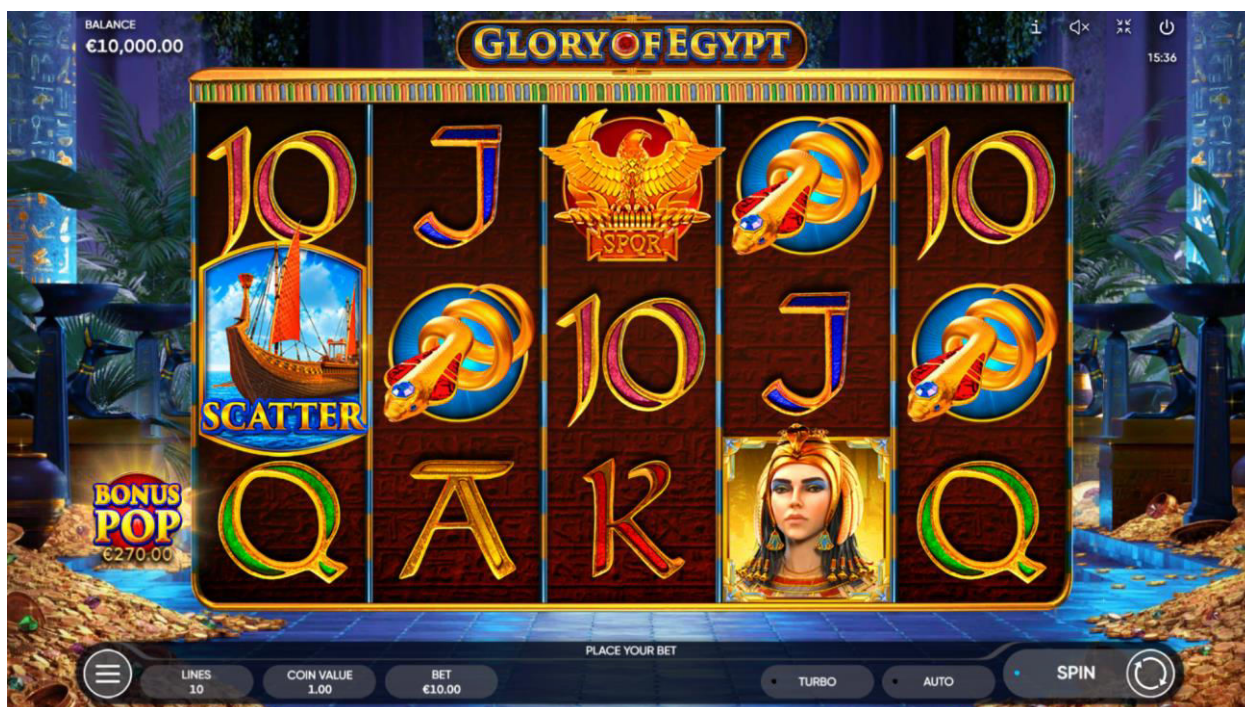 BALANCE
€10,000.00
GLORY OF EGYPT
i
15:36
10
J
SPQR
10
SCATTER
10
J
Q
A
K
Q
BONUS
POP
€270.00
PLACE YOUR BET
LINES
10
COIN VALUE
1.00
BET
€10.00
TURBO
AUTO
SPIN